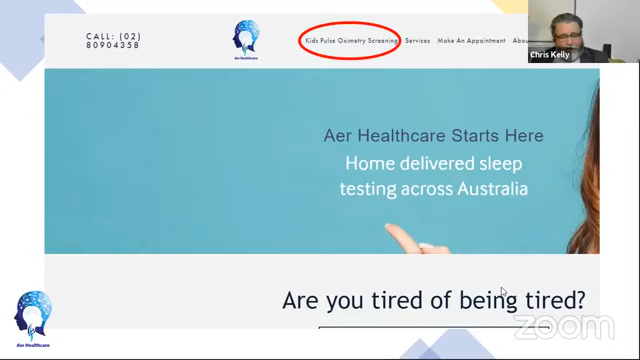 CALL: (02)
80904358
Aer Healthcare
Kids Pulse Oximetry Screening
Services
Make An Appointment
Abou
Chris Kelly
Aer Healthcare Starts Here
Home delivered sleep
testing across Australia
Are you tired of being tired?
Aer Healthcare
zoom